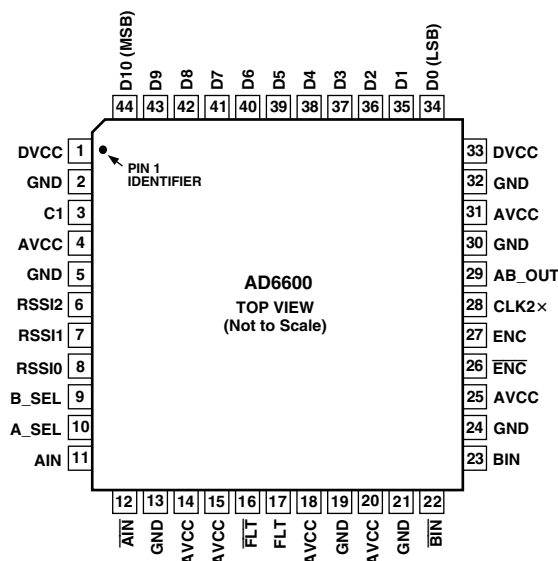 D10 (MSB) D9 D8 D7 D6 D5 D4 D3 D2 D1 D0 (LSB)
44 43 42 41 40 39 38 37 36 35 34
DVCC 1
GND 2
C1 3
AVCC 4
GND 5
RSSI2 6
RSSI1 7
RSSI0 8
B_SEL 9
A_SEL 10
AIN 11
PIN 1
IDENTIFIER
AD6600
TOP VIEW
(Not to Scale)
33 DVCC
32 GND
31 AVCC
30 GND
29 AB_OUT
28 CLK2×
27 ENC
26 E̅N̅C̅
25 AVCC
24 GND
23 BIN
12 13 14 15 16 17 18 19 20 21 22
A̅I̅N̅ GND AVCC AVCC F̅L̅T̅ FLT AVCC GND AVCC GND B̅I̅N̅